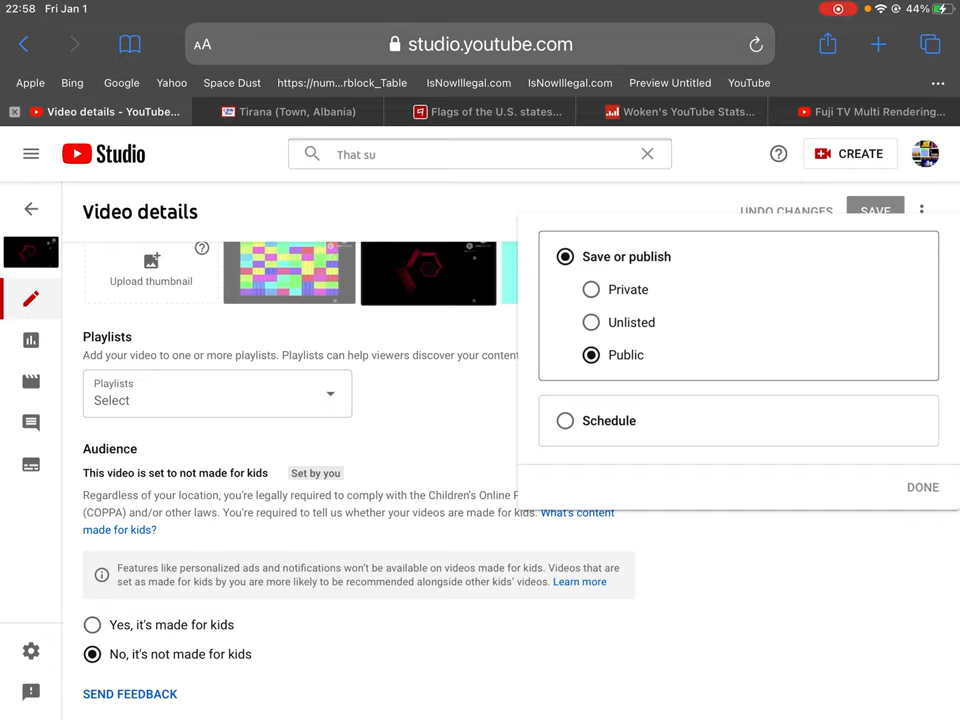 22:58 Fri Jan 1
44%
AA
studio.youtube.com
Apple Bing Google Yahoo Space Dust https://num...rblock_Table IsNowIllegal.com IsNowIllegal.com Preview Untitled YouTube
Video details - YouTube... Tirana (Town, Albania) Flags of the U.S. states... Woken's YouTube Stats... Fuji TV Multi Rendering...
Studio
That su
CREATE
Video details
UNDO CHANGES
SAVE
Upload thumbnail
Save or publish
Private
Unlisted
Public
Schedule
DONE
Playlists
Add your video to one or more playlists. Playlists can help viewers discover your content
Playlists
Select
Audience
This video is set to not made for kids Set by you
Regardless of your location, you're legally required to comply with the Children's Online P
(COPPA) and/or other laws. You're required to tell us whether your videos are made for kids. What's content
made for kids?
Features like personalized ads and notifications won't be available on videos made for kids. Videos that are
set as made for kids by you are more likely to be recommended alongside other kids' videos. Learn more
Yes, it's made for kids
No, it's not made for kids
SEND FEEDBACK